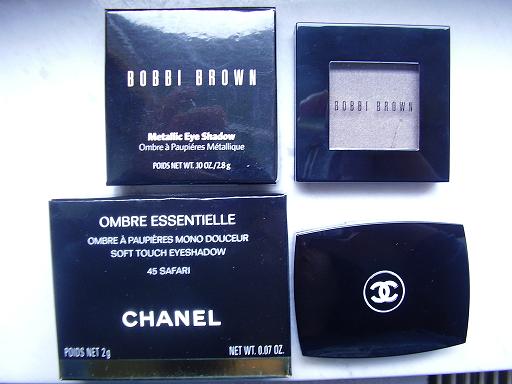 BOBBI BROWN
Metallic Eye Shadow
Ombre à Paupières Métallique
POIDS NET WT. .10 OZ./2.8 g
BOBBI BROWN
OMBRE ESSENTIELLE
OMBRE À PAUPIÈRES MONO DOUCEUR
SOFT TOUCH EYESHADOW
45 SAFARI
CHANEL
POIDS NET 2g NET WT. 0.07 OZ.